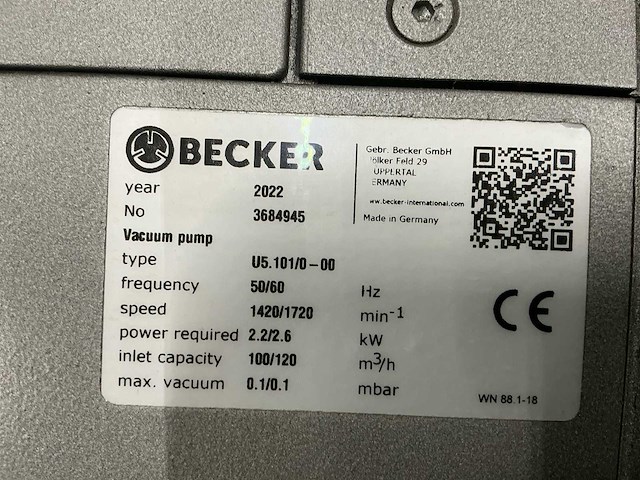 BECKER
Gebr. Becker GmbH
Feld 29
www.becker-international.com
Made in Germany
year 2022
No 3684945
Vacuum pump
type U5.101/0-00
frequency 50/60 Hz
speed 1420/1720 min-1
power required 2.2/2.6 kW
inlet capacity 100/120 m3/h
max. vacuum 0.1/0.1 mbar
CE
WN 88.1-18